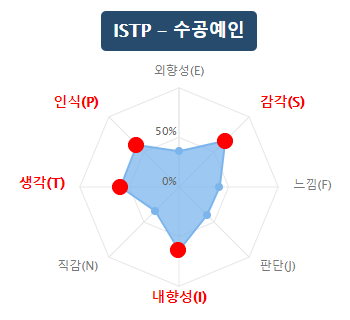 ISTP – 수공예인
외향성(E)
인식(P)
감각(S)
50%
생각(T)
0%
느낌(F)
직감(N)
판단(J)
내향성(I)